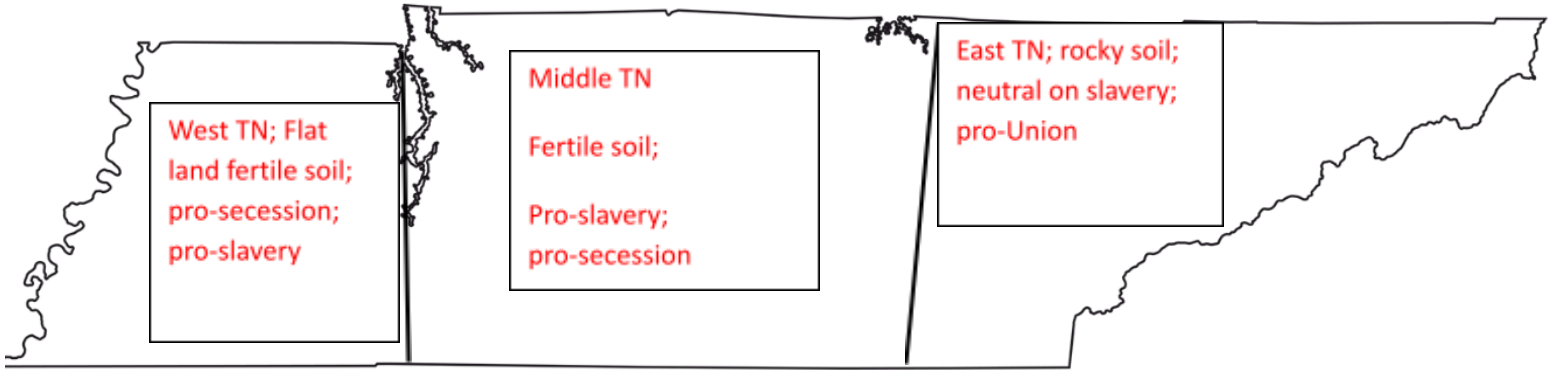 West TN; Flat
land fertile soil;
pro-secession;
pro-slavery
Middle TN
Fertile soil;
Pro-slavery;
pro-secession
East TN; rocky soil;
neutral on slavery;
pro-Union